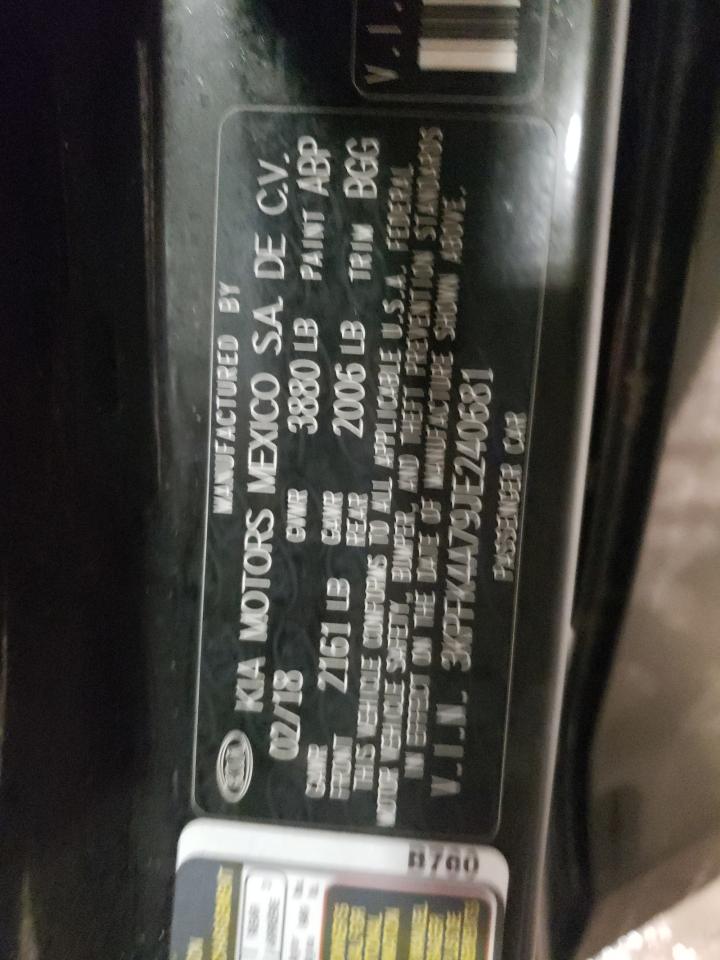 V.I.
MANUFACTURED BY
KIA MOTORS MEXICO S.A. DE C.V.
02/18 GVWR 3880 LB PAINT ABP
GAWR FRONT 2161 LB GAWR REAR 2006 LB TRIM BGG
THIS VEHICLE CONFORMS TO ALL APPLICABLE U.S.A. FEDERAL
MOTOR VEHICLE SAFETY, BUMPER, AND THEFT PREVENTION STANDARDS
IN EFFECT ON THE DATE OF MANUFACTURE SHOWN ABOVE.
V.I.N. 3KPFK4A79JE240681
PASSENGER CAR
B760